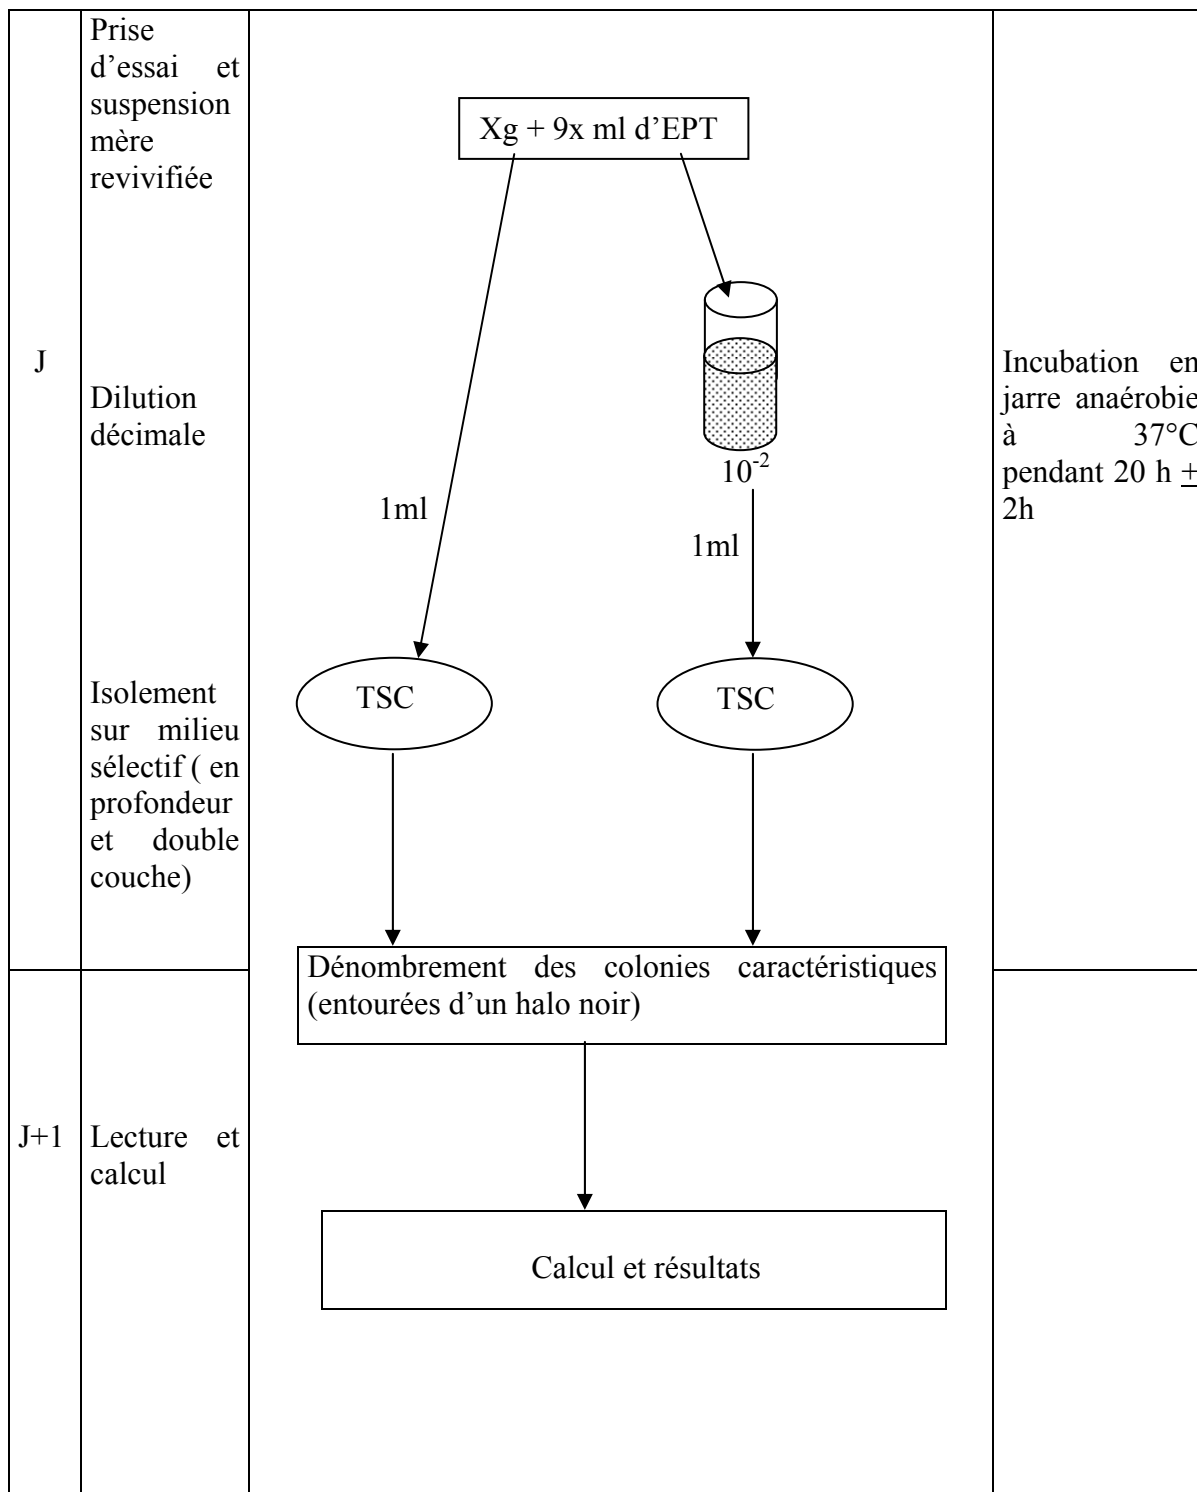 Prise
d’essai et
suspension
mère
revivifiée
Xg + 9x ml d’EPT
J
Dilution
décimale
10⁻²
1ml
1ml
Incubation en
jarre anaérobie
à 37°C
pendant 20 h ±
2h
Isolement
sur milieu
sélectif ( en
profondeur
et double
couche)
TSC
TSC
Dénombrement des colonies caractéristiques
(entourées d’un halo noir)
J+1
Lecture et
calcul
Calcul et résultats